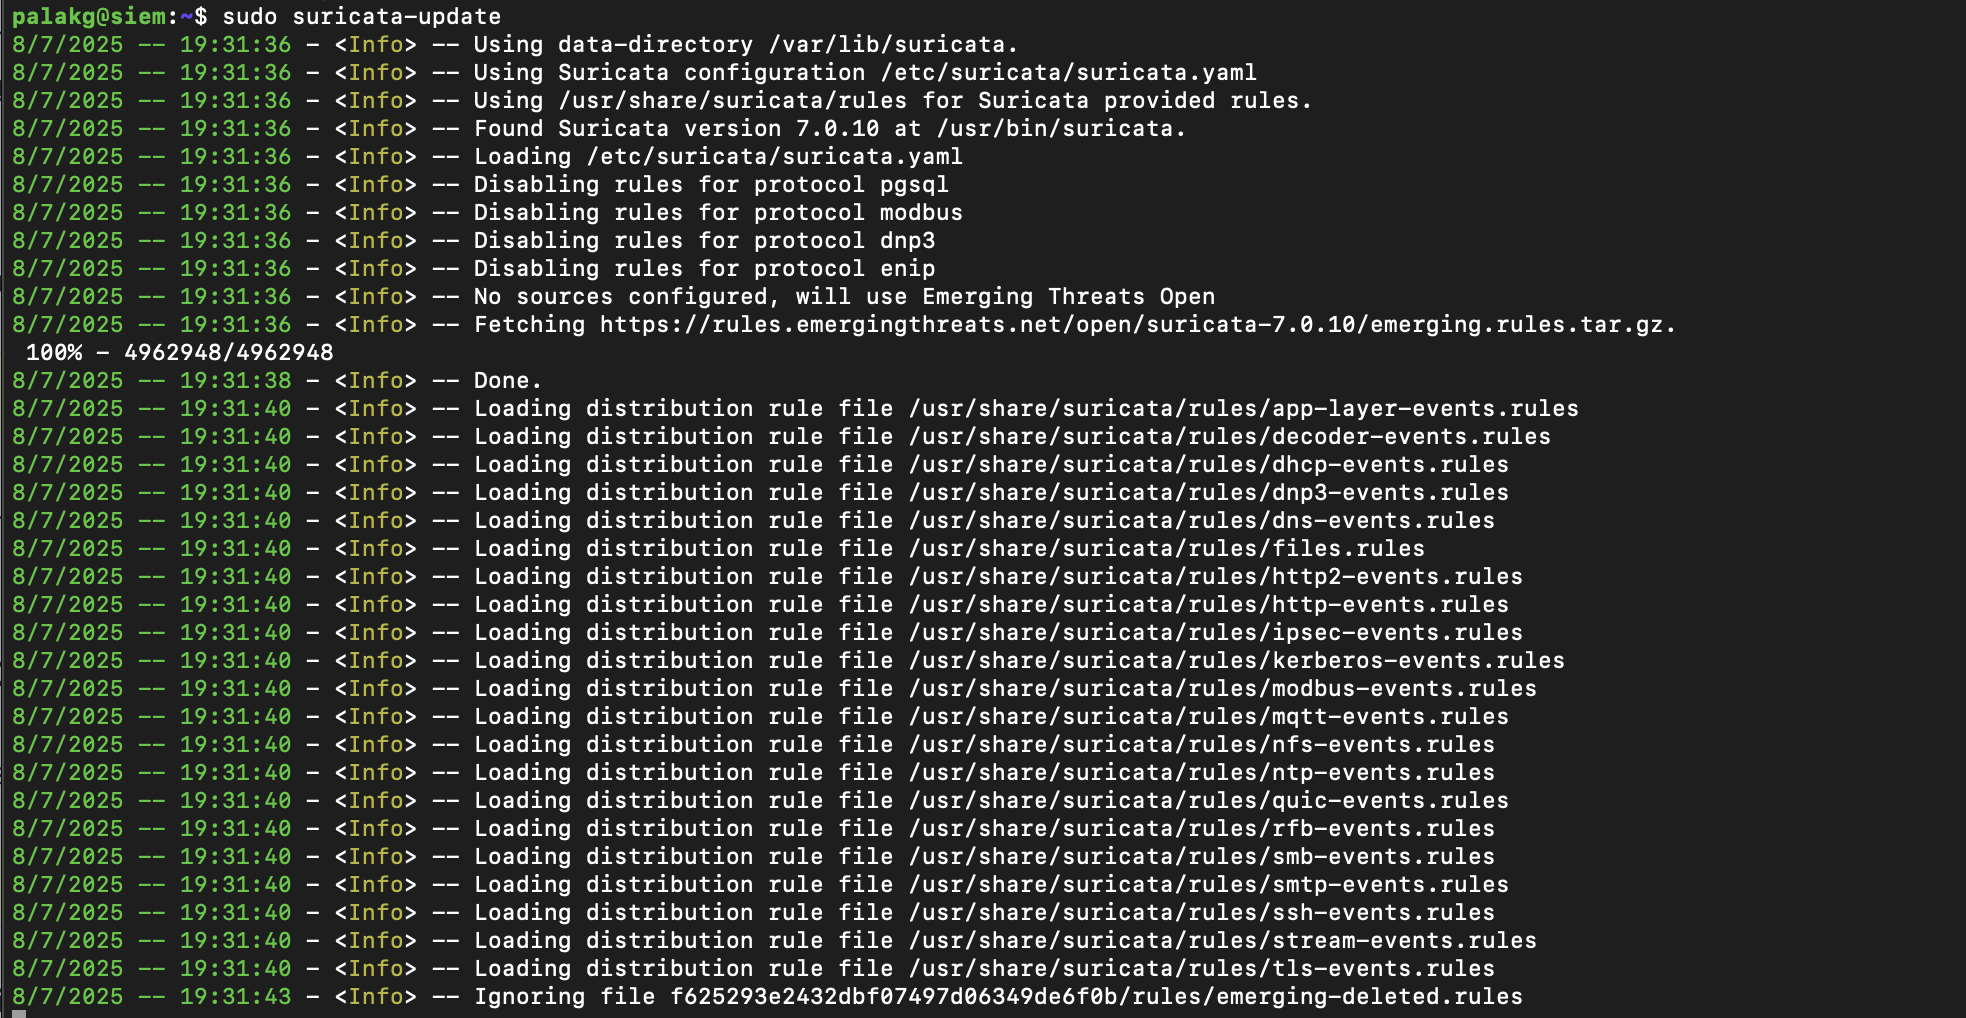 palakg@siem:~$ sudo suricata-update
8/7/2025 -- 19:31:36 - <Info> -- Using data-directory /var/lib/suricata.
8/7/2025 -- 19:31:36 - <Info> -- Using Suricata configuration /etc/suricata/suricata.yaml
8/7/2025 -- 19:31:36 - <Info> -- Using /usr/share/suricata/rules for Suricata provided rules.
8/7/2025 -- 19:31:36 - <Info> -- Found Suricata version 7.0.10 at /usr/bin/suricata.
8/7/2025 -- 19:31:36 - <Info> -- Loading /etc/suricata/suricata.yaml
8/7/2025 -- 19:31:36 - <Info> -- Disabling rules for protocol pgsql
8/7/2025 -- 19:31:36 - <Info> -- Disabling rules for protocol modbus
8/7/2025 -- 19:31:36 - <Info> -- Disabling rules for protocol dnp3
8/7/2025 -- 19:31:36 - <Info> -- Disabling rules for protocol enip
8/7/2025 -- 19:31:36 - <Info> -- No sources configured, will use Emerging Threats Open
8/7/2025 -- 19:31:36 - <Info> -- Fetching https://rules.emergingthreats.net/open/suricata-7.0.10/emerging.rules.tar.gz.
100% - 4962948/4962948
8/7/2025 -- 19:31:38 - <Info> -- Done.
8/7/2025 -- 19:31:40 - <Info> -- Loading distribution rule file /usr/share/suricata/rules/app-layer-events.rules
8/7/2025 -- 19:31:40 - <Info> -- Loading distribution rule file /usr/share/suricata/rules/decoder-events.rules
8/7/2025 -- 19:31:40 - <Info> -- Loading distribution rule file /usr/share/suricata/rules/dhcp-events.rules
8/7/2025 -- 19:31:40 - <Info> -- Loading distribution rule file /usr/share/suricata/rules/dnp3-events.rules
8/7/2025 -- 19:31:40 - <Info> -- Loading distribution rule file /usr/share/suricata/rules/dns-events.rules
8/7/2025 -- 19:31:40 - <Info> -- Loading distribution rule file /usr/share/suricata/rules/files.rules
8/7/2025 -- 19:31:40 - <Info> -- Loading distribution rule file /usr/share/suricata/rules/http2-events.rules
8/7/2025 -- 19:31:40 - <Info> -- Loading distribution rule file /usr/share/suricata/rules/http-events.rules
8/7/2025 -- 19:31:40 - <Info> -- Loading distribution rule file /usr/share/suricata/rules/ipsec-events.rules
8/7/2025 -- 19:31:40 - <Info> -- Loading distribution rule file /usr/share/suricata/rules/kerberos-events.rules
8/7/2025 -- 19:31:40 - <Info> -- Loading distribution rule file /usr/share/suricata/rules/modbus-events.rules
8/7/2025 -- 19:31:40 - <Info> -- Loading distribution rule file /usr/share/suricata/rules/mqtt-events.rules
8/7/2025 -- 19:31:40 - <Info> -- Loading distribution rule file /usr/share/suricata/rules/nfs-events.rules
8/7/2025 -- 19:31:40 - <Info> -- Loading distribution rule file /usr/share/suricata/rules/ntp-events.rules
8/7/2025 -- 19:31:40 - <Info> -- Loading distribution rule file /usr/share/suricata/rules/quic-events.rules
8/7/2025 -- 19:31:40 - <Info> -- Loading distribution rule file /usr/share/suricata/rules/rfb-events.rules
8/7/2025 -- 19:31:40 - <Info> -- Loading distribution rule file /usr/share/suricata/rules/smb-events.rules
8/7/2025 -- 19:31:40 - <Info> -- Loading distribution rule file /usr/share/suricata/rules/smtp-events.rules
8/7/2025 -- 19:31:40 - <Info> -- Loading distribution rule file /usr/share/suricata/rules/ssh-events.rules
8/7/2025 -- 19:31:40 - <Info> -- Loading distribution rule file /usr/share/suricata/rules/stream-events.rules
8/7/2025 -- 19:31:40 - <Info> -- Loading distribution rule file /usr/share/suricata/rules/tls-events.rules
8/7/2025 -- 19:31:43 - <Info> -- Ignoring file f625293e2432dbf07497d06349de6f0b/rules/emerging-deleted.rules